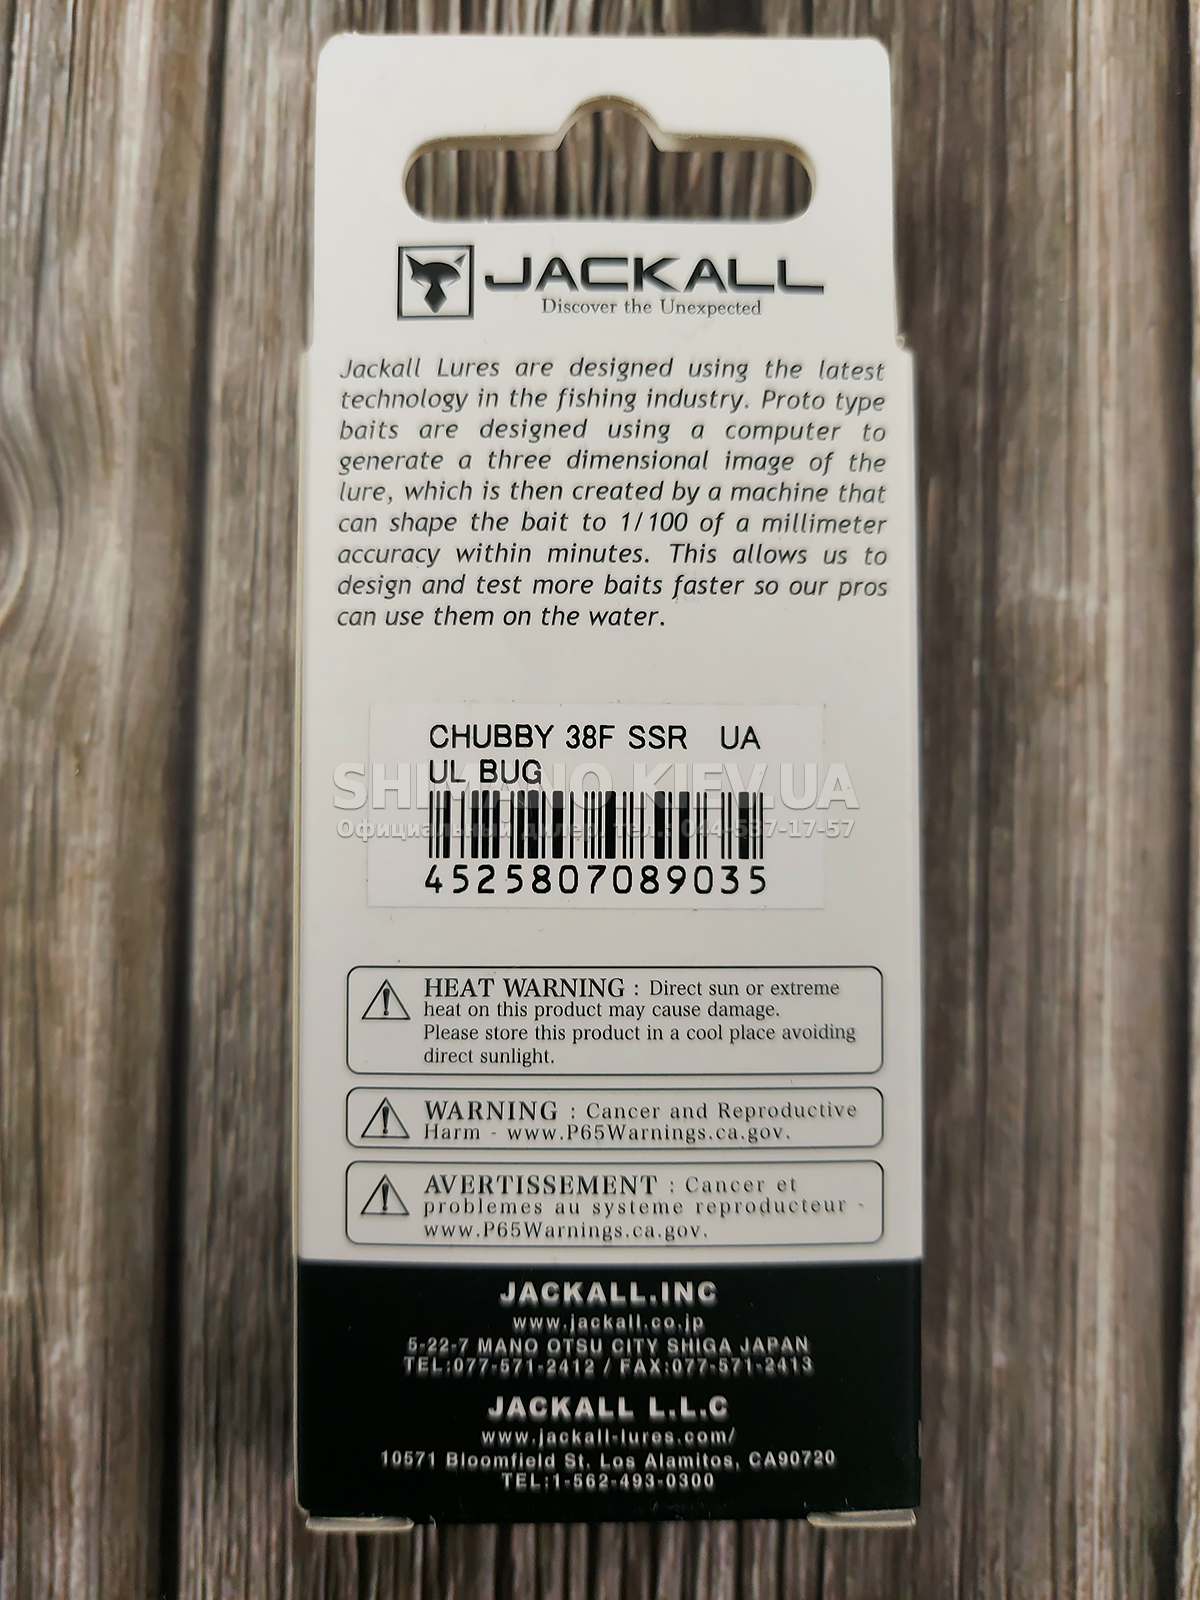 JACKALL
Discover the Unexpected
Jackall Lures are designed using the latest
technology in the fishing industry. Proto type
baits are designed using a computer to
generate a three dimensional image of the
lure, which is then created by a machine that
can shape the bait to 1/100 of a millimeter
accuracy within minutes. This allows us to
design and test more baits faster so our pros
can use them on the water.
CHUBBY 38F SSR UA
UL BUG
SHIMANO.KIEV.UA
Официальный дилер. тел.: 044-537-17-57
4525807089035
HEAT WARNING : Direct sun or extreme
heat on this product may cause damage.
Please store this product in a cool place avoiding
direct sunlight.
WARNING : Cancer and Reproductive
Harm - www.P65Warnings.ca.gov.
AVERTISSEMENT : Cancer et
problemes au systeme reproducteur -
www.P65Warnings.ca.gov.
JACKALL.INC
www.jackall.co.jp
5-22-7 MANO OTSU CITY SHIGA JAPAN
TEL:077-571-2412 / FAX:077-571-2413
JACKALL L.L.C
www.jackall-lures.com/
10571 Bloomfield St. Los Alamitos, CA90720
TEL:1-562-493-0300